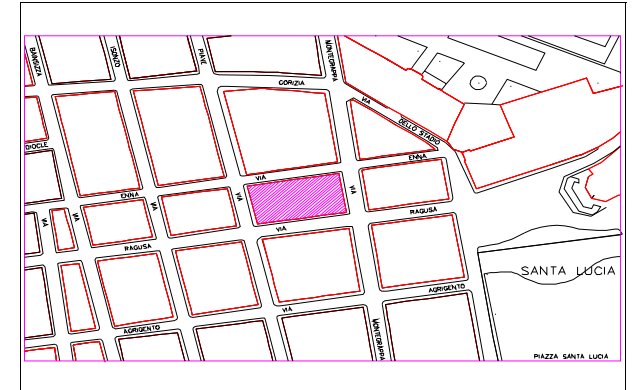 BAINSIZZA
ISONZO
PIAVE
MONTEGRAPPA
GORIZIA
VIA
DELLO STADIO
DIOCLE
ENNA
VIA
VIA
ENNA
VIA
VIA
VIA
VIA
RAGUSA
VIA
RAGUSA
SANTA LUCIA
AGRIGENTO
VIA
AGRIGENTO
MONTEGRAPPA
PIAZZA SANTA LUCIA